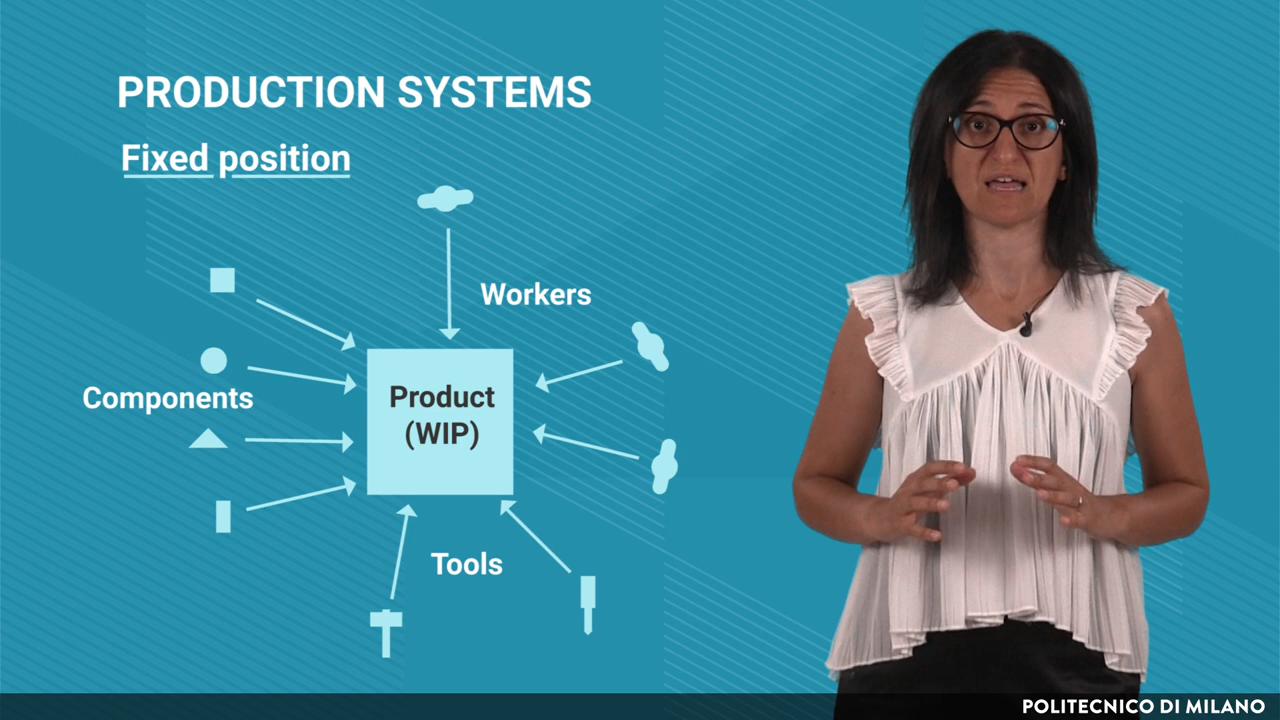 PRODUCTION SYSTEMS
Fixed position
Workers
Components
Product
(WIP)
Tools
POLITECNICO DI MILANO